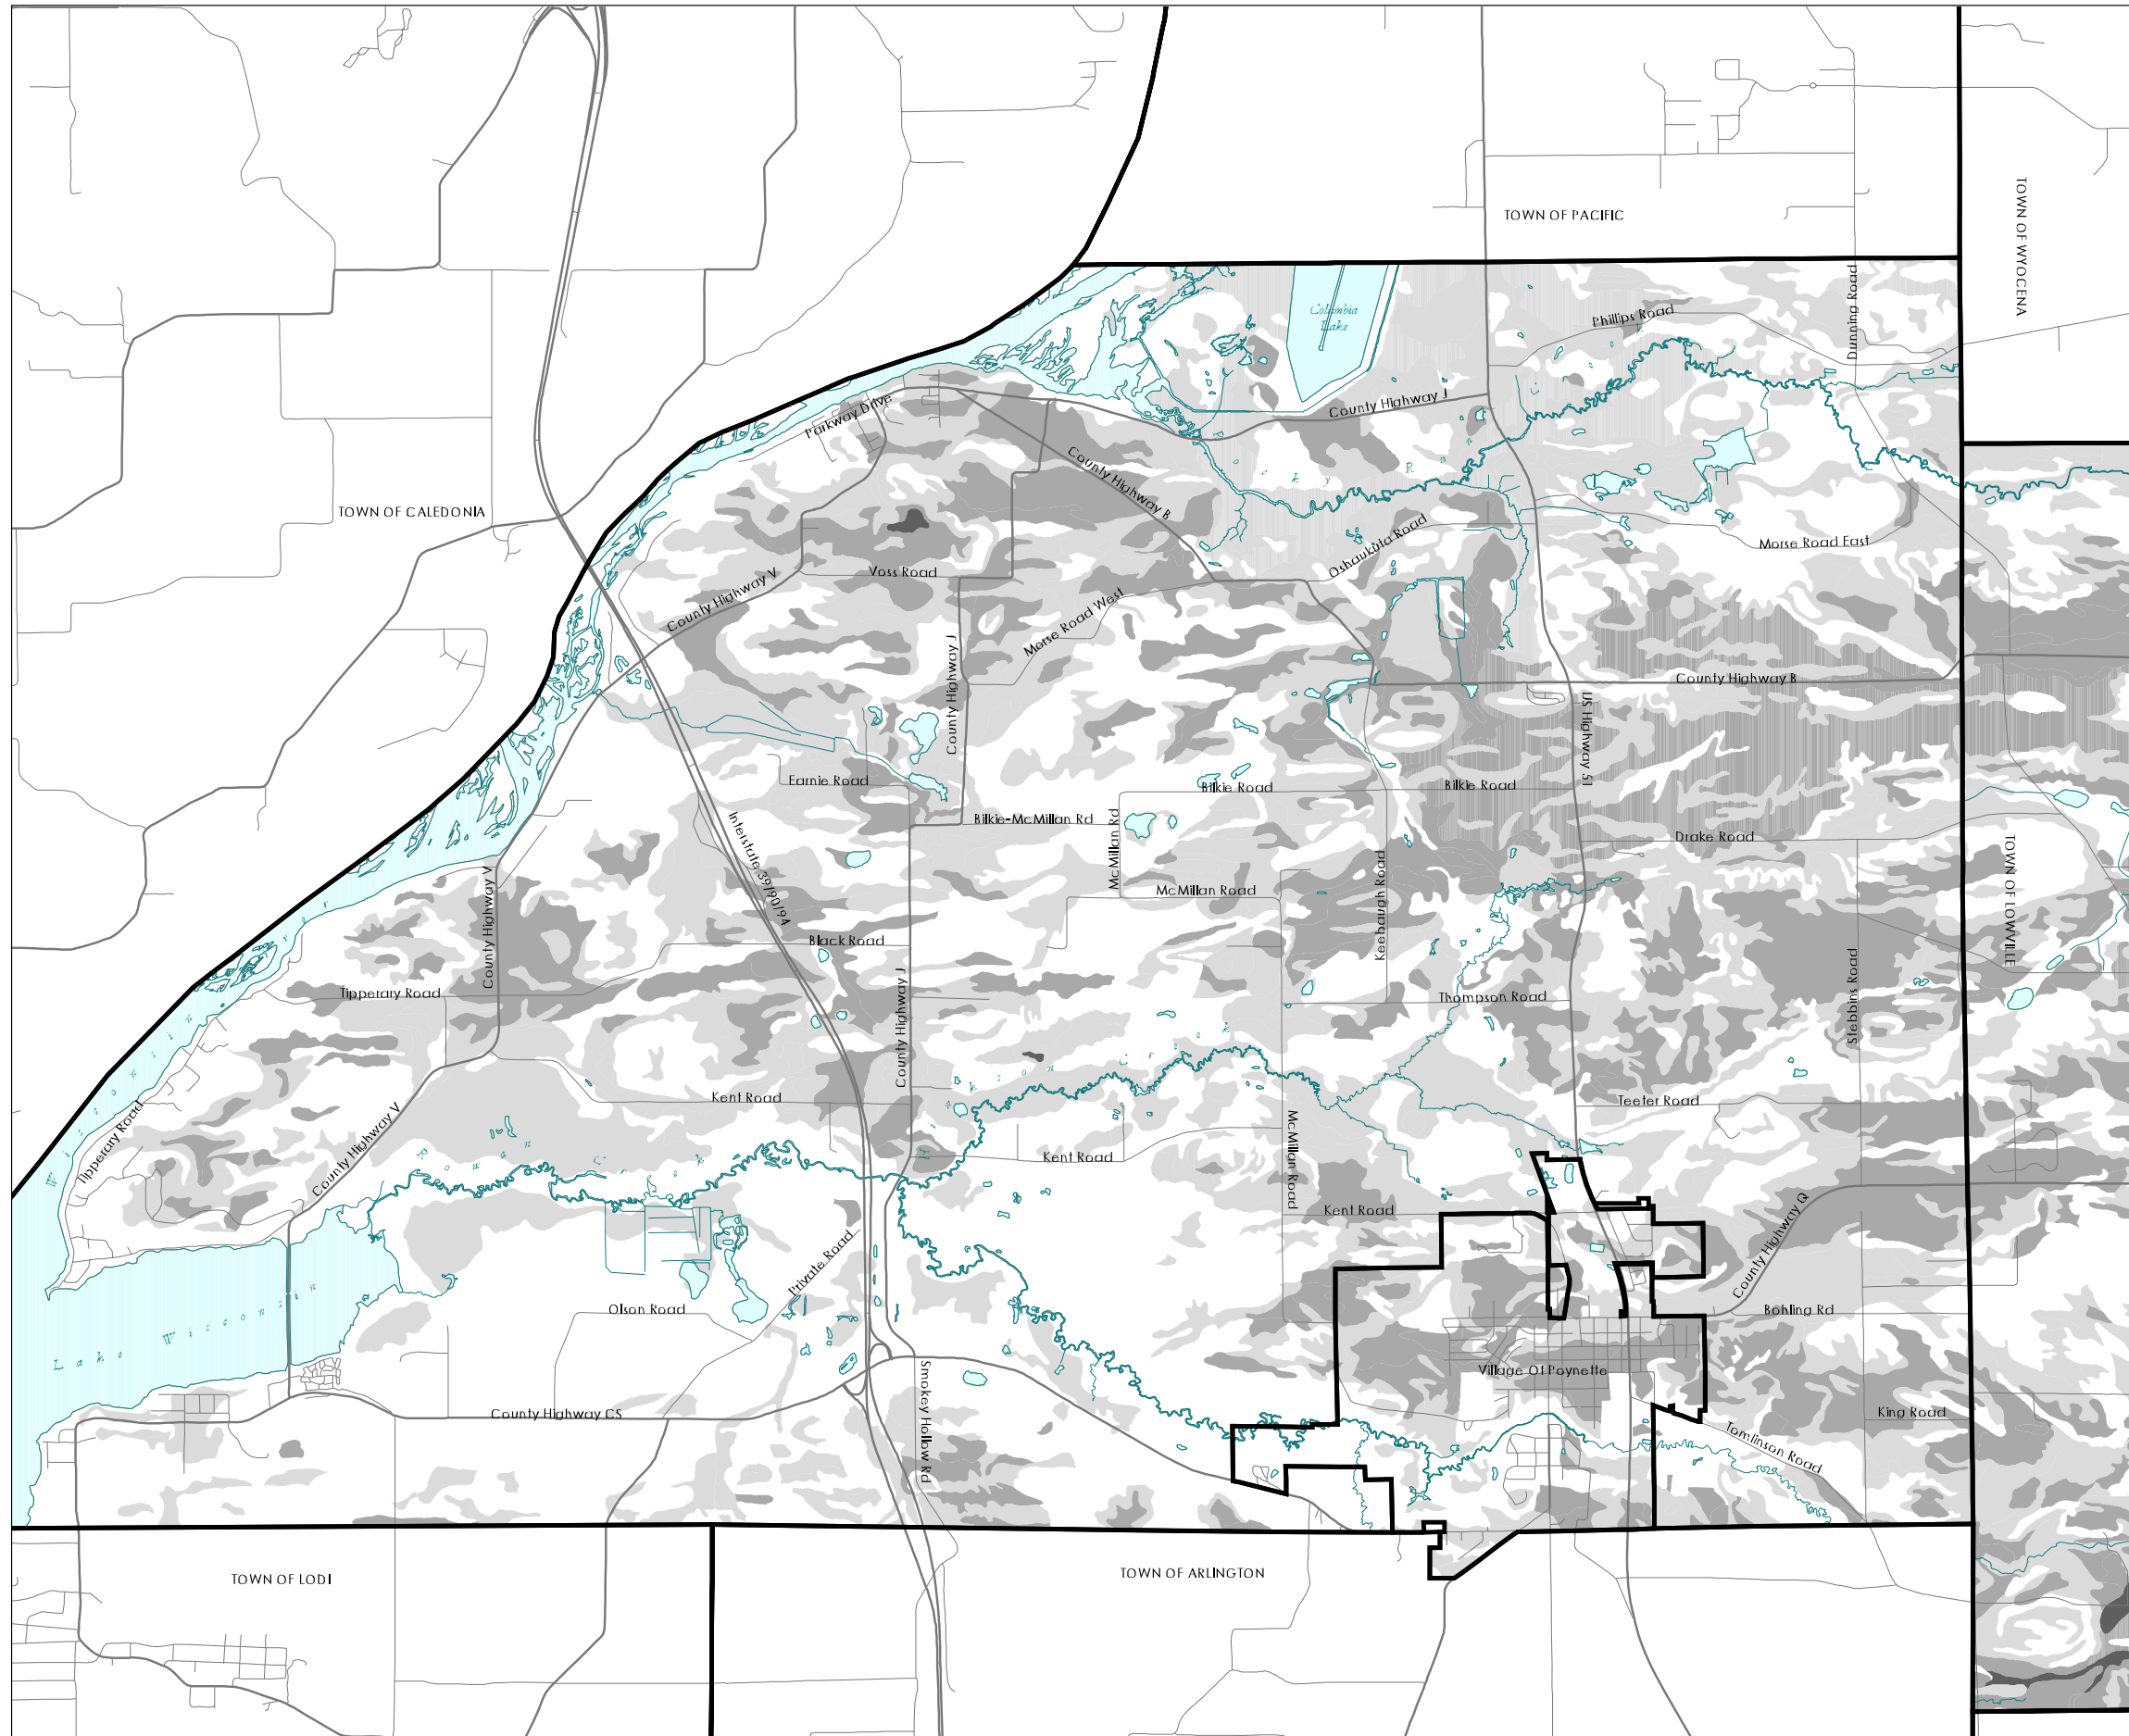 TOWN OF PACIFIC
TOWN OF WYOCENA
Columbia
Lake
Phillips Road
Dunning Road
Parkway Drive
County Highway J
County Highway B
TOWN OF CALEDONIA
Oshaukuta Road
Morse Road East
Voss Road
County Highway V
Morse Road West
County Highway J
County Highway B
US Highway 51
Earnie Road
Bilkie Road
Bilkie Road
Bilkie-McMillan Rd
McMillan Rd
Interstate 39/90/94
Drake Road
TOWN OF LOWVILLE
County Highway V
McMillan Road
Keebaugh Road
Black Road
Tipperary Road
County Highway J
Thompson Road
Stebbins Road
Wisconsin River
Tipperary Road
County Highway V
Kent Road
Teeter Road
Rowan Creek
Kent Road
McMillan Road
Kent Road
County Highway Q
Private Road
Olson Road
Bohling Rd
Lake Wisconsin
Village Of Poynette
Smokey Hollow Rd
County Highway CS
King Road
Tomlinson Road
TOWN OF LODI
TOWN OF ARLINGTON